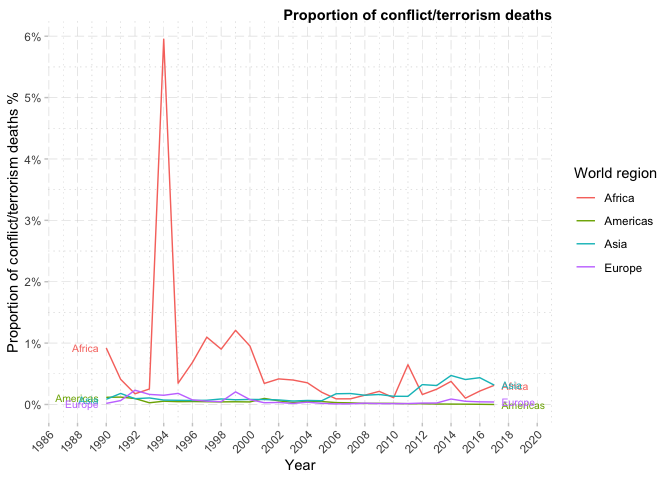 Proportion of conflict/terrorism deaths
Proportion of conflict/terrorism deaths %
6%
5%
4%
3%
2%
1%
0%
Africa
Americas
Europe
Europe
Americas
1986
1988
1990
1992
1994
1996
1998
2000
2002
2004
2006
2008
2010
2012
2014
2016
2018
2020
Year
World region
Africa
Americas
Asia
Europe